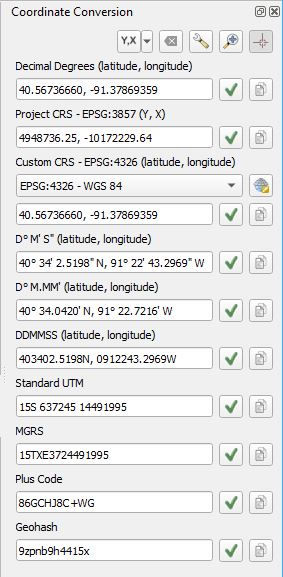 Coordinate Conversion
Y,X
Decimal Degrees (latitude, longitude)
40.56736660, -91.37869359
Project CRS - EPSG:3857 (Y, X)
4948736.25, -10172229.64
Custom CRS - EPSG:4326 (latitude, longitude)
EPSG:4326 - WGS 84
40.56736660, -91.37869359
D° M' S" (latitude, longitude)
40° 34' 2.5198" N, 91° 22' 43.2969" W
D° M.MM' (latitude, longitude)
40° 34.0420' N, 91° 22.7216' W
DDMMSS (latitude, longitude)
403402.5198N, 0912243.2969W
Standard UTM
15S 637245 14491995
MGRS
15TXE3724491995
Plus Code
86GCHJ8C+WG
Geohash
9zpnb9h4415x